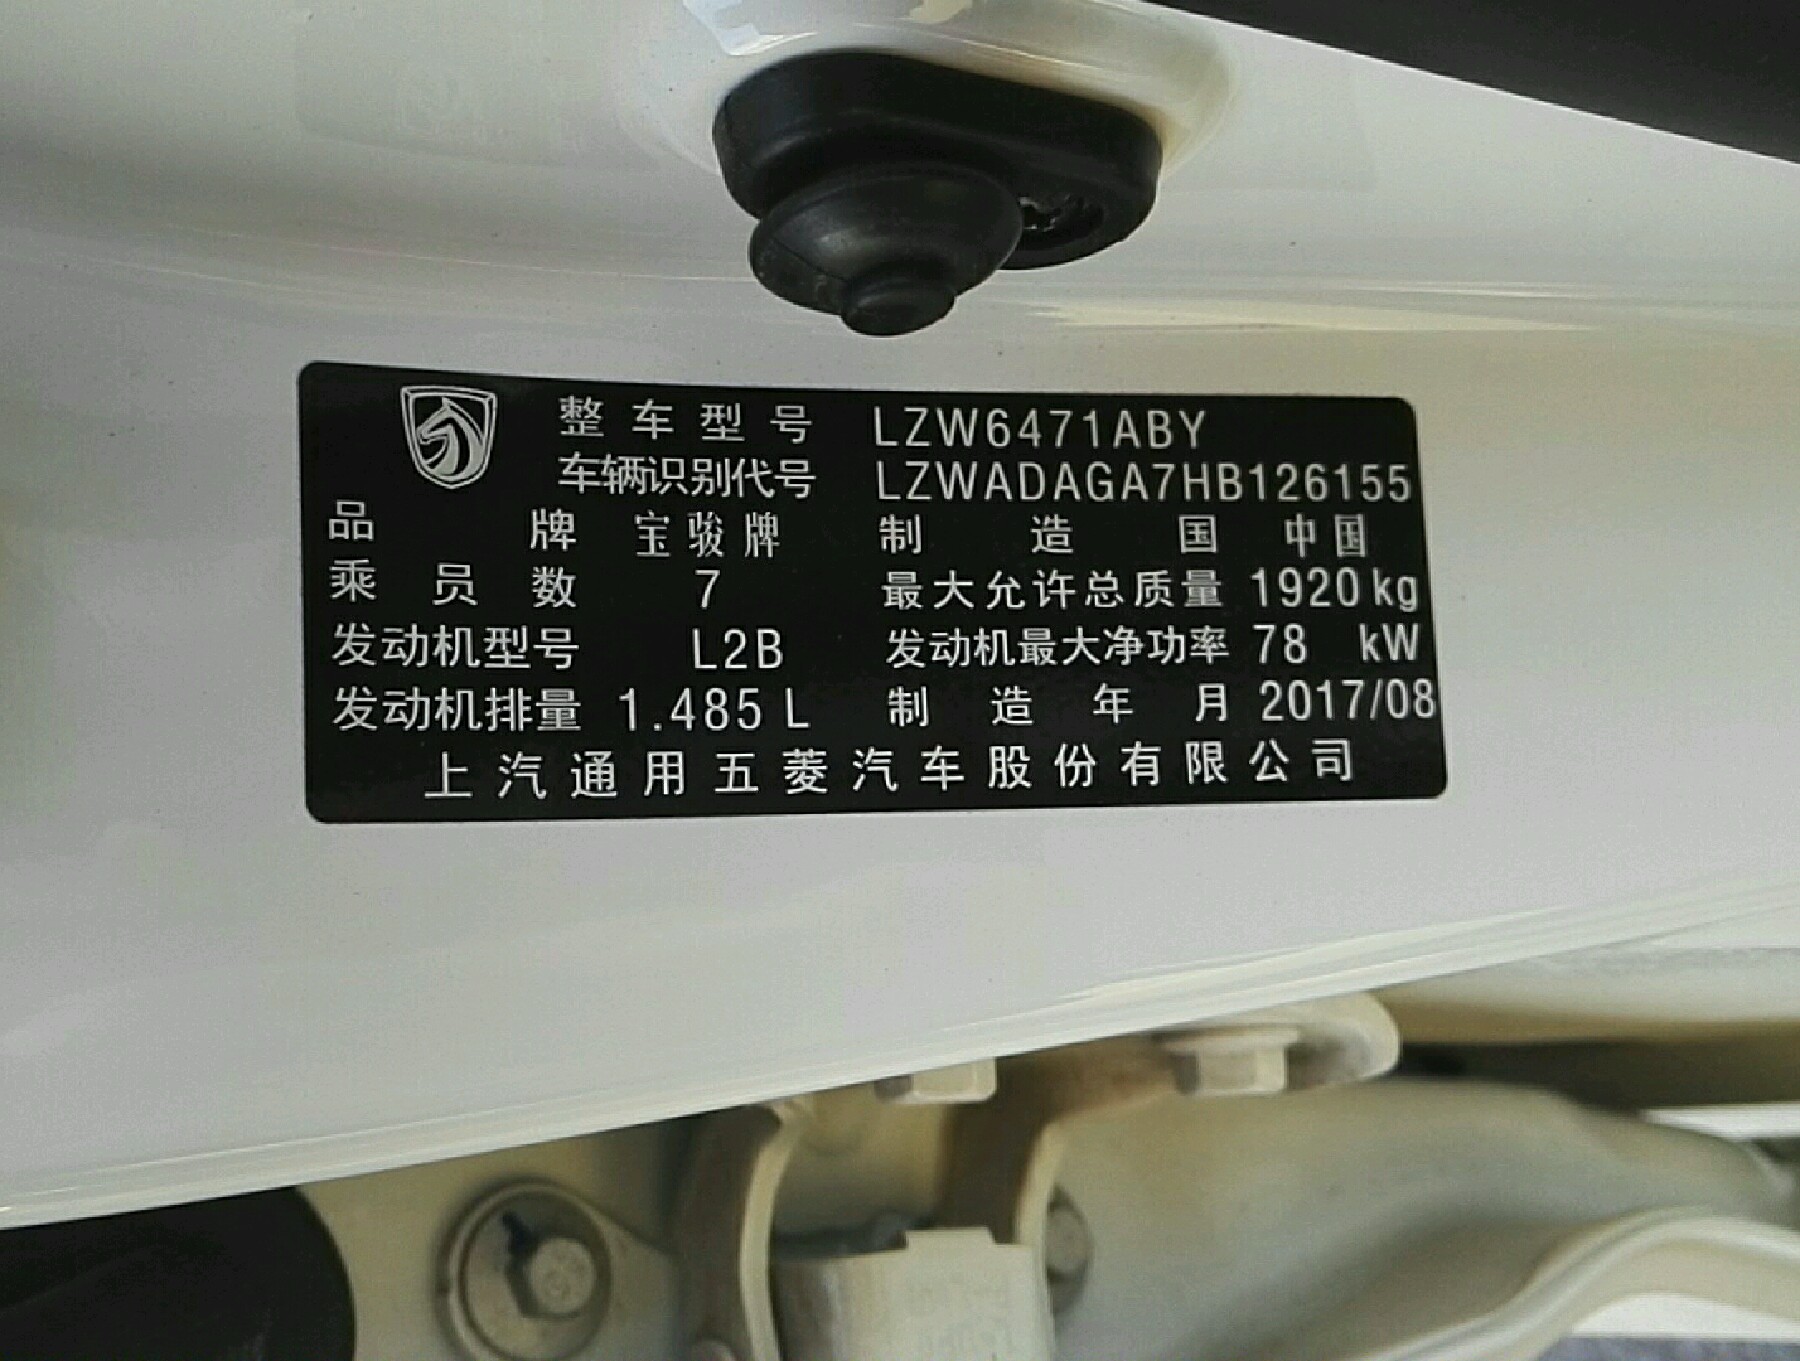 整车型号 LZW6471ABY
车辆识别代号 LZWADAGA7HB126155
品牌 宝骏牌 制造国 中国
乘员数 7 最大允许总质量 1920kg
发动机型号 L2B 发动机最大净功率 78 kW
发动机排量 1.485 L 制造年月 2017/08
上汽通用五菱汽车股份有限公司